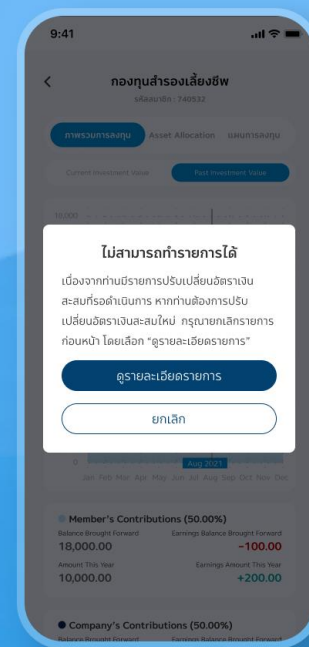 9:41
กองทุนสำรองเลี้ยงชีพ
รหัสสมาชิก : 740532
ภาพรวมการลงทุน Asset Allocation แผนการลงทุน
Current Investment Value Past Investment Value
10,000
ไม่สามารถทำรายการได้
เนื่องจากท่านมีรายการปรับเปลี่ยนอัตราเงิน
สะสมที่รอดำเนินการ หากท่านต้องการปรับ
เปลี่ยนอัตราเงินสะสมใหม่ กรุณายกเลิกรายการ
ก่อนหน้า โดยเลือก “ดูรายละเอียดรายการ”
ดูรายละเอียดรายการ
ยกเลิก
0
Aug 2023
Jan Feb Mar Apr May Jun Jul Aug Sep Oct Nov Dec
Member's Contributions (50.00%)
Balance Brought Forward Earnings Balance Brought Forward
18,000.00 -100.00
Amount This Year Earnings Amount This Year
10,000.00 +200.00
Company's Contributions (50.00%)
Balance Brought Forward Earnings Balance Brought Forward